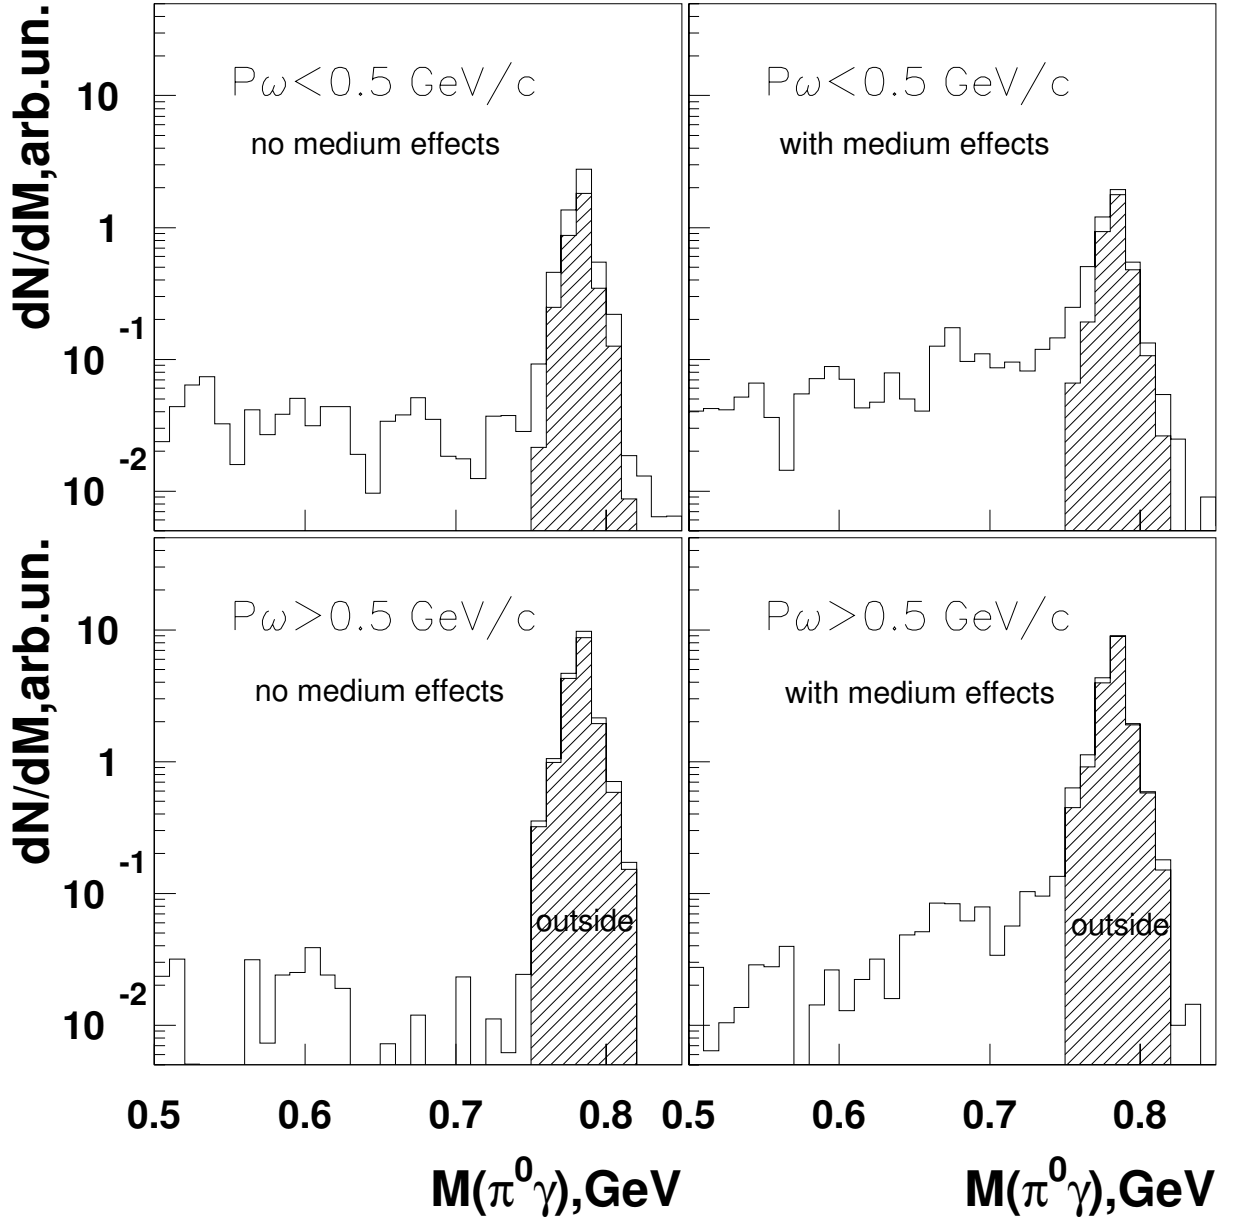 dN/dM,arb.un.
10
1
10 -1
10 -2
Pω<0.5 GeV/c
no medium effects
Pω<0.5 GeV/c
with medium effects
dN/dM,arb.un.
10
1
10 -1
10 -2
Pω>0.5 GeV/c
no medium effects
outside
Pω>0.5 GeV/c
with medium effects
outside
0.5 0.6 0.7 0.8 0.5 0.6 0.7 0.8
M(π⁰γ),GeV M(π⁰γ),GeV